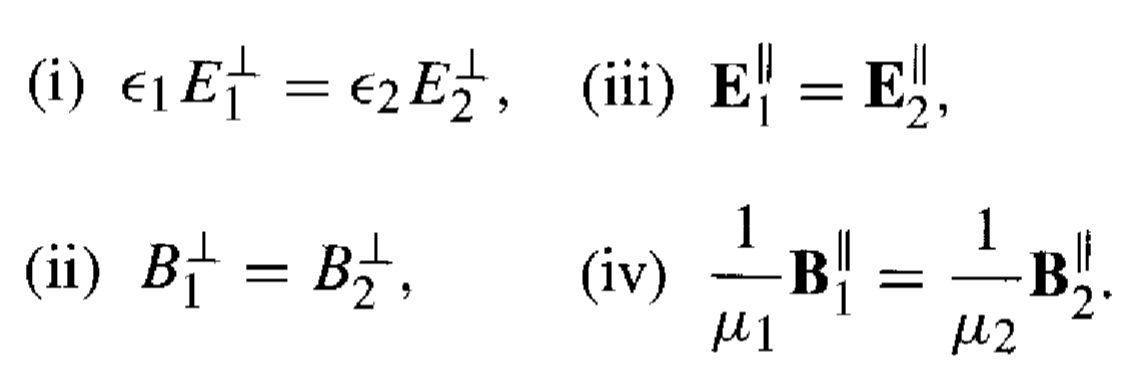 (i) ϵ₁E₁^⊥ = ϵ₂E₂^⊥, (iii) 𝐄₁^∥ = 𝐄₂^∥,
(ii) B₁^⊥ = B₂^⊥, (iv) 1/μ₁ 𝐁₁^∥ = 1/μ₂ 𝐁₂^∥.